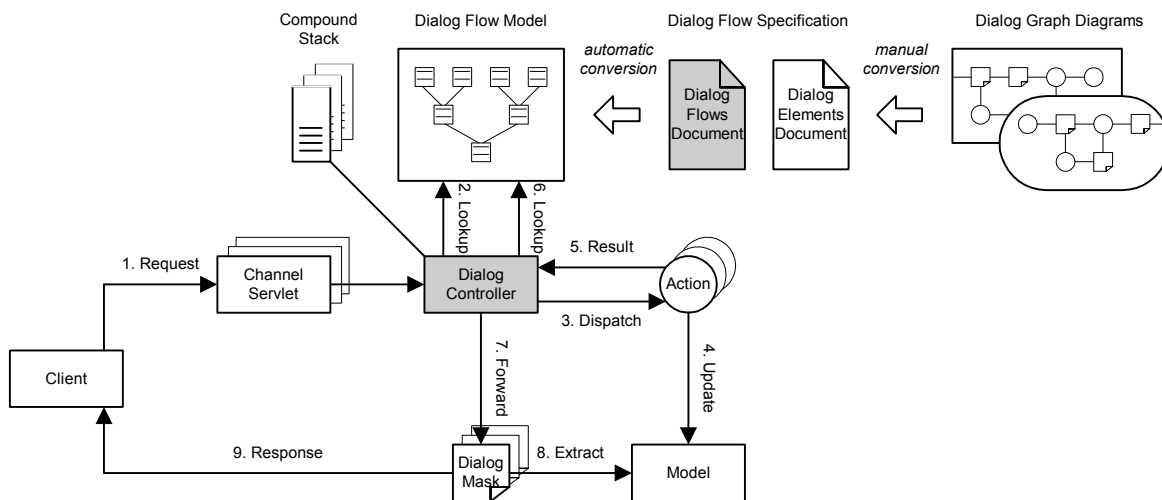 Compound
Stack
Dialog Flow Model
Dialog Flow Specification
Dialog Graph Diagrams
automatic
conversion
manual
conversion
Dialog
Flows
Document
Dialog
Elements
Document
2. Lookup
6. Lookup
1. Request
Channel
Servlet
Dialog
Controller
5. Result
3. Dispatch
Action
7. Forward
4. Update
Client
9. Response
Dialog
Mask
8. Extract
Model